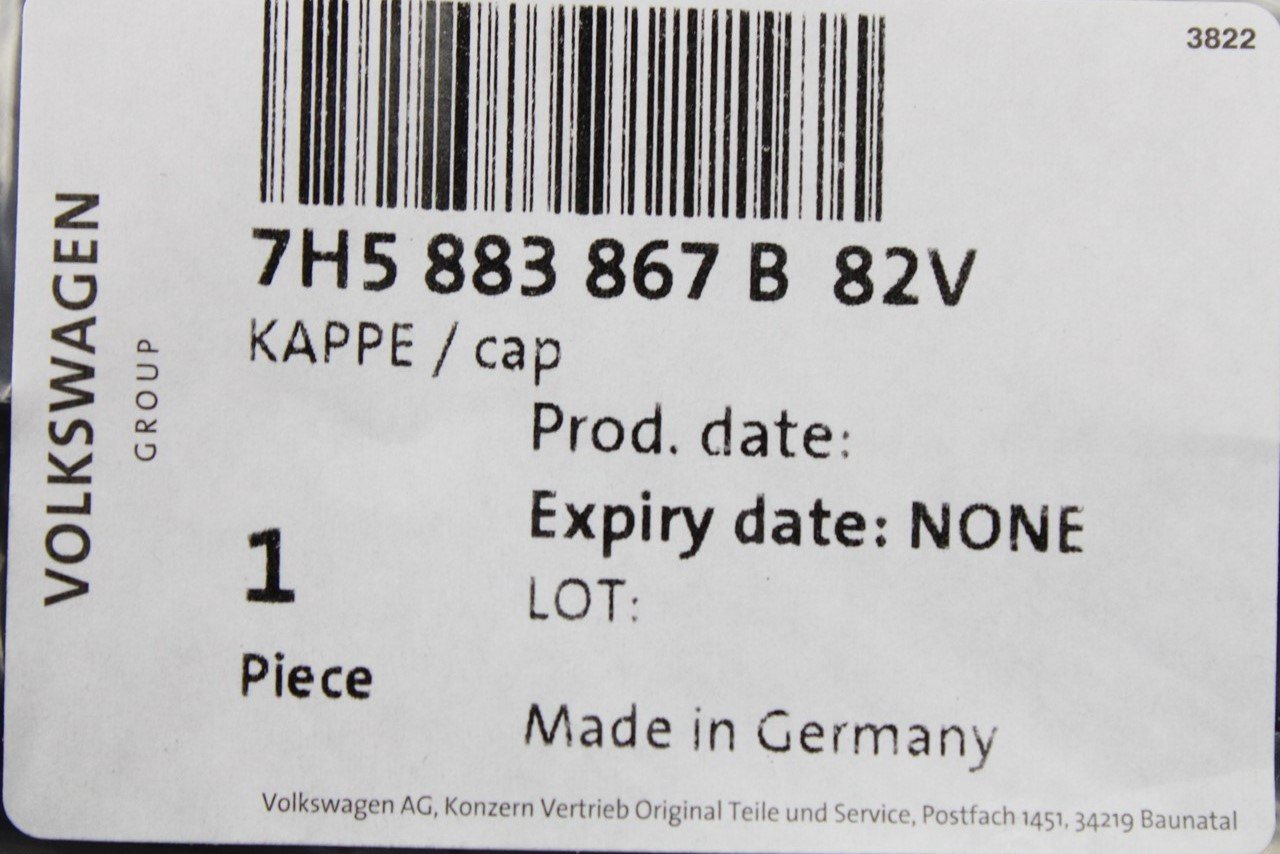 3822
VOLKSWAGEN
GROUP
7H5 883 867 B 82V
KAPPE / cap
Prod. date:
Expiry date: NONE
1
LOT:
Piece
Made in Germany
Volkswagen AG, Konzern Vertrieb Original Teile und Service, Postfach 1451, 34219 Baunatal